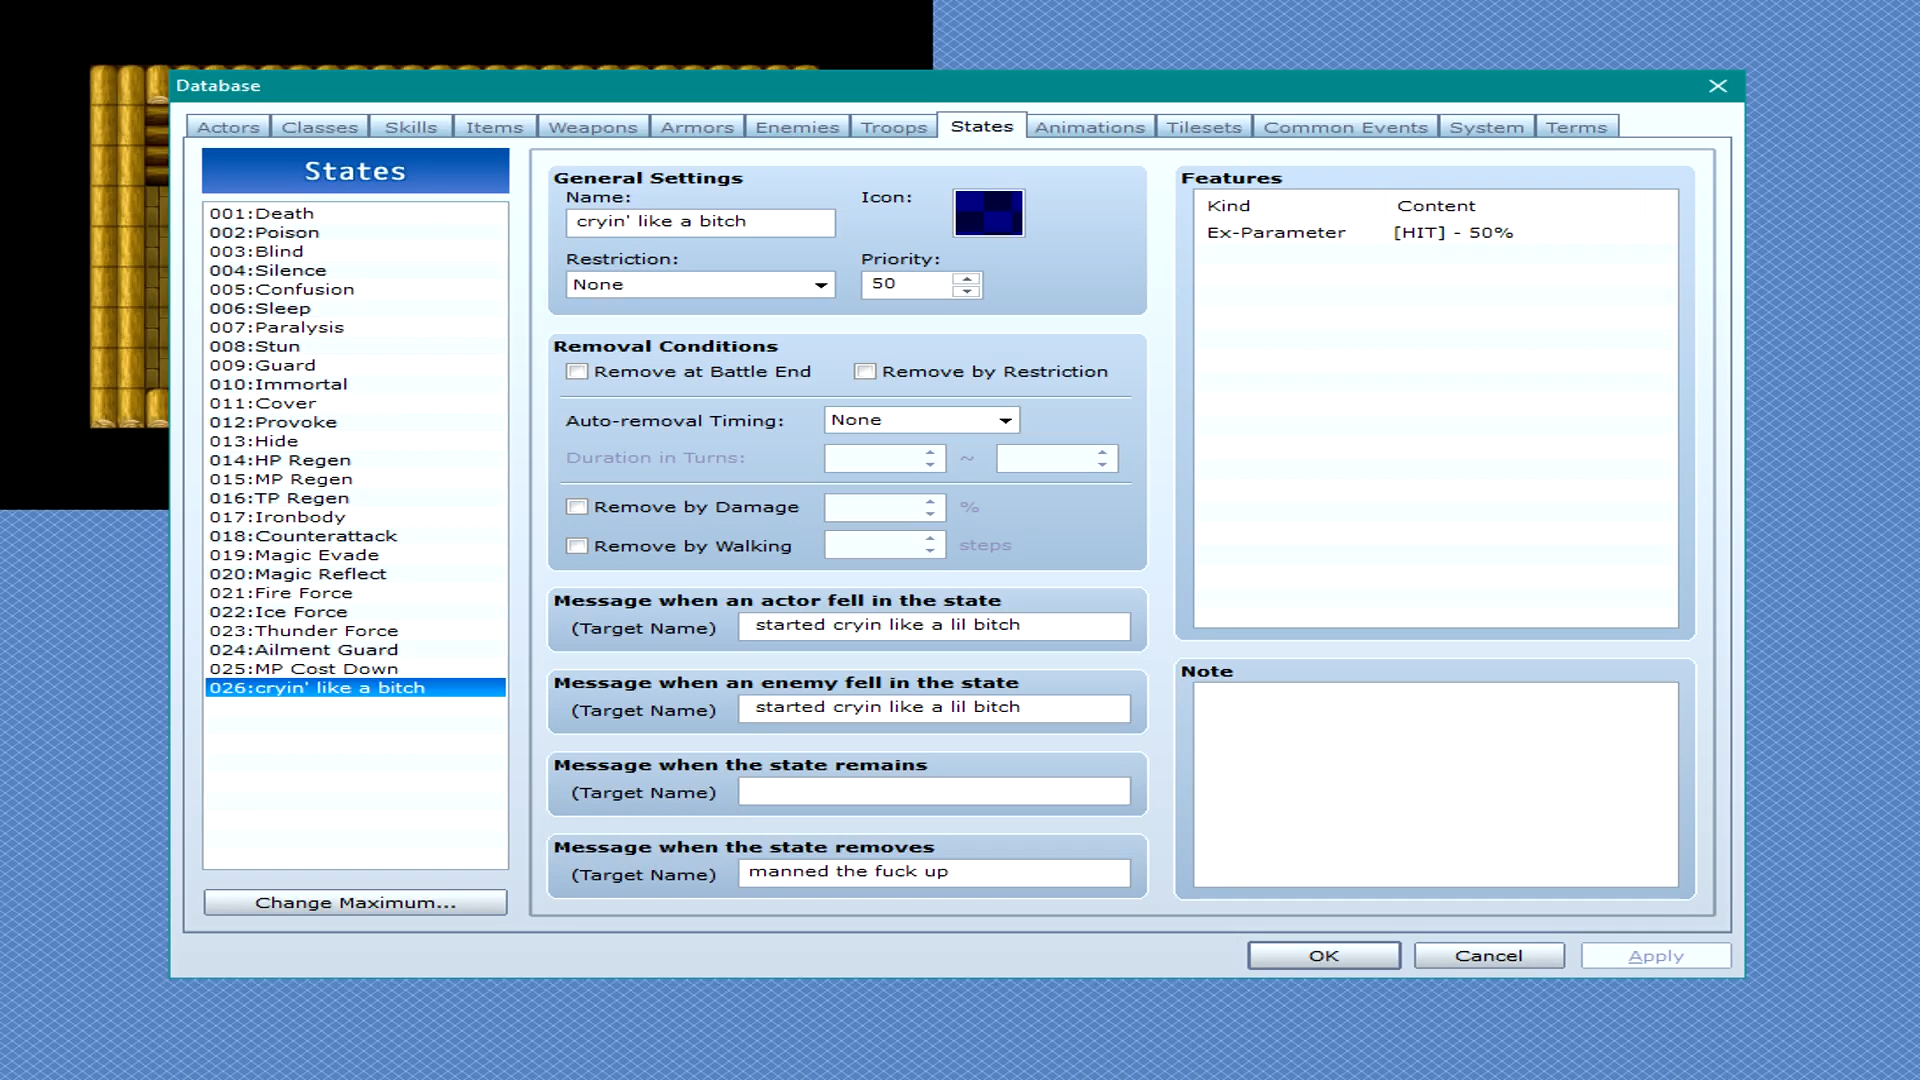 Database
Actors Classes Skills Items Weapons Armors Enemies Troops States Animations Tilesets Common Events System Terms
States
001:Death
002:Poison
003:Blind
004:Silence
005:Confusion
006:Sleep
007:Paralysis
008:Stun
009:Guard
010:Immortal
011:Cover
012:Provoke
013:Hide
014:HP Regen
015:MP Regen
016:TP Regen
017:Ironbody
018:Counterattack
019:Magic Evade
020:Magic Reflect
021:Fire Force
022:Ice Force
023:Thunder Force
024:Ailment Guard
025:MP Cost Down
026:cryin' like a bitch
Change Maximum...
General Settings
Name: Icon:
cryin' like a bitch
Restriction: Priority:
None 50
Removal Conditions
Remove at Battle End Remove by Restriction
Auto-removal Timing: None
Duration in Turns: ~
Remove by Damage %
Remove by Walking steps
Message when an actor fell in the state
(Target Name) started cryin like a lil bitch
Message when an enemy fell in the state
(Target Name) started cryin like a lil bitch
Message when the state remains
(Target Name)
Message when the state removes
(Target Name) manned the fuck up
Features
Kind Content
Ex-Parameter [HIT] - 50%
Note
OK Cancel Apply